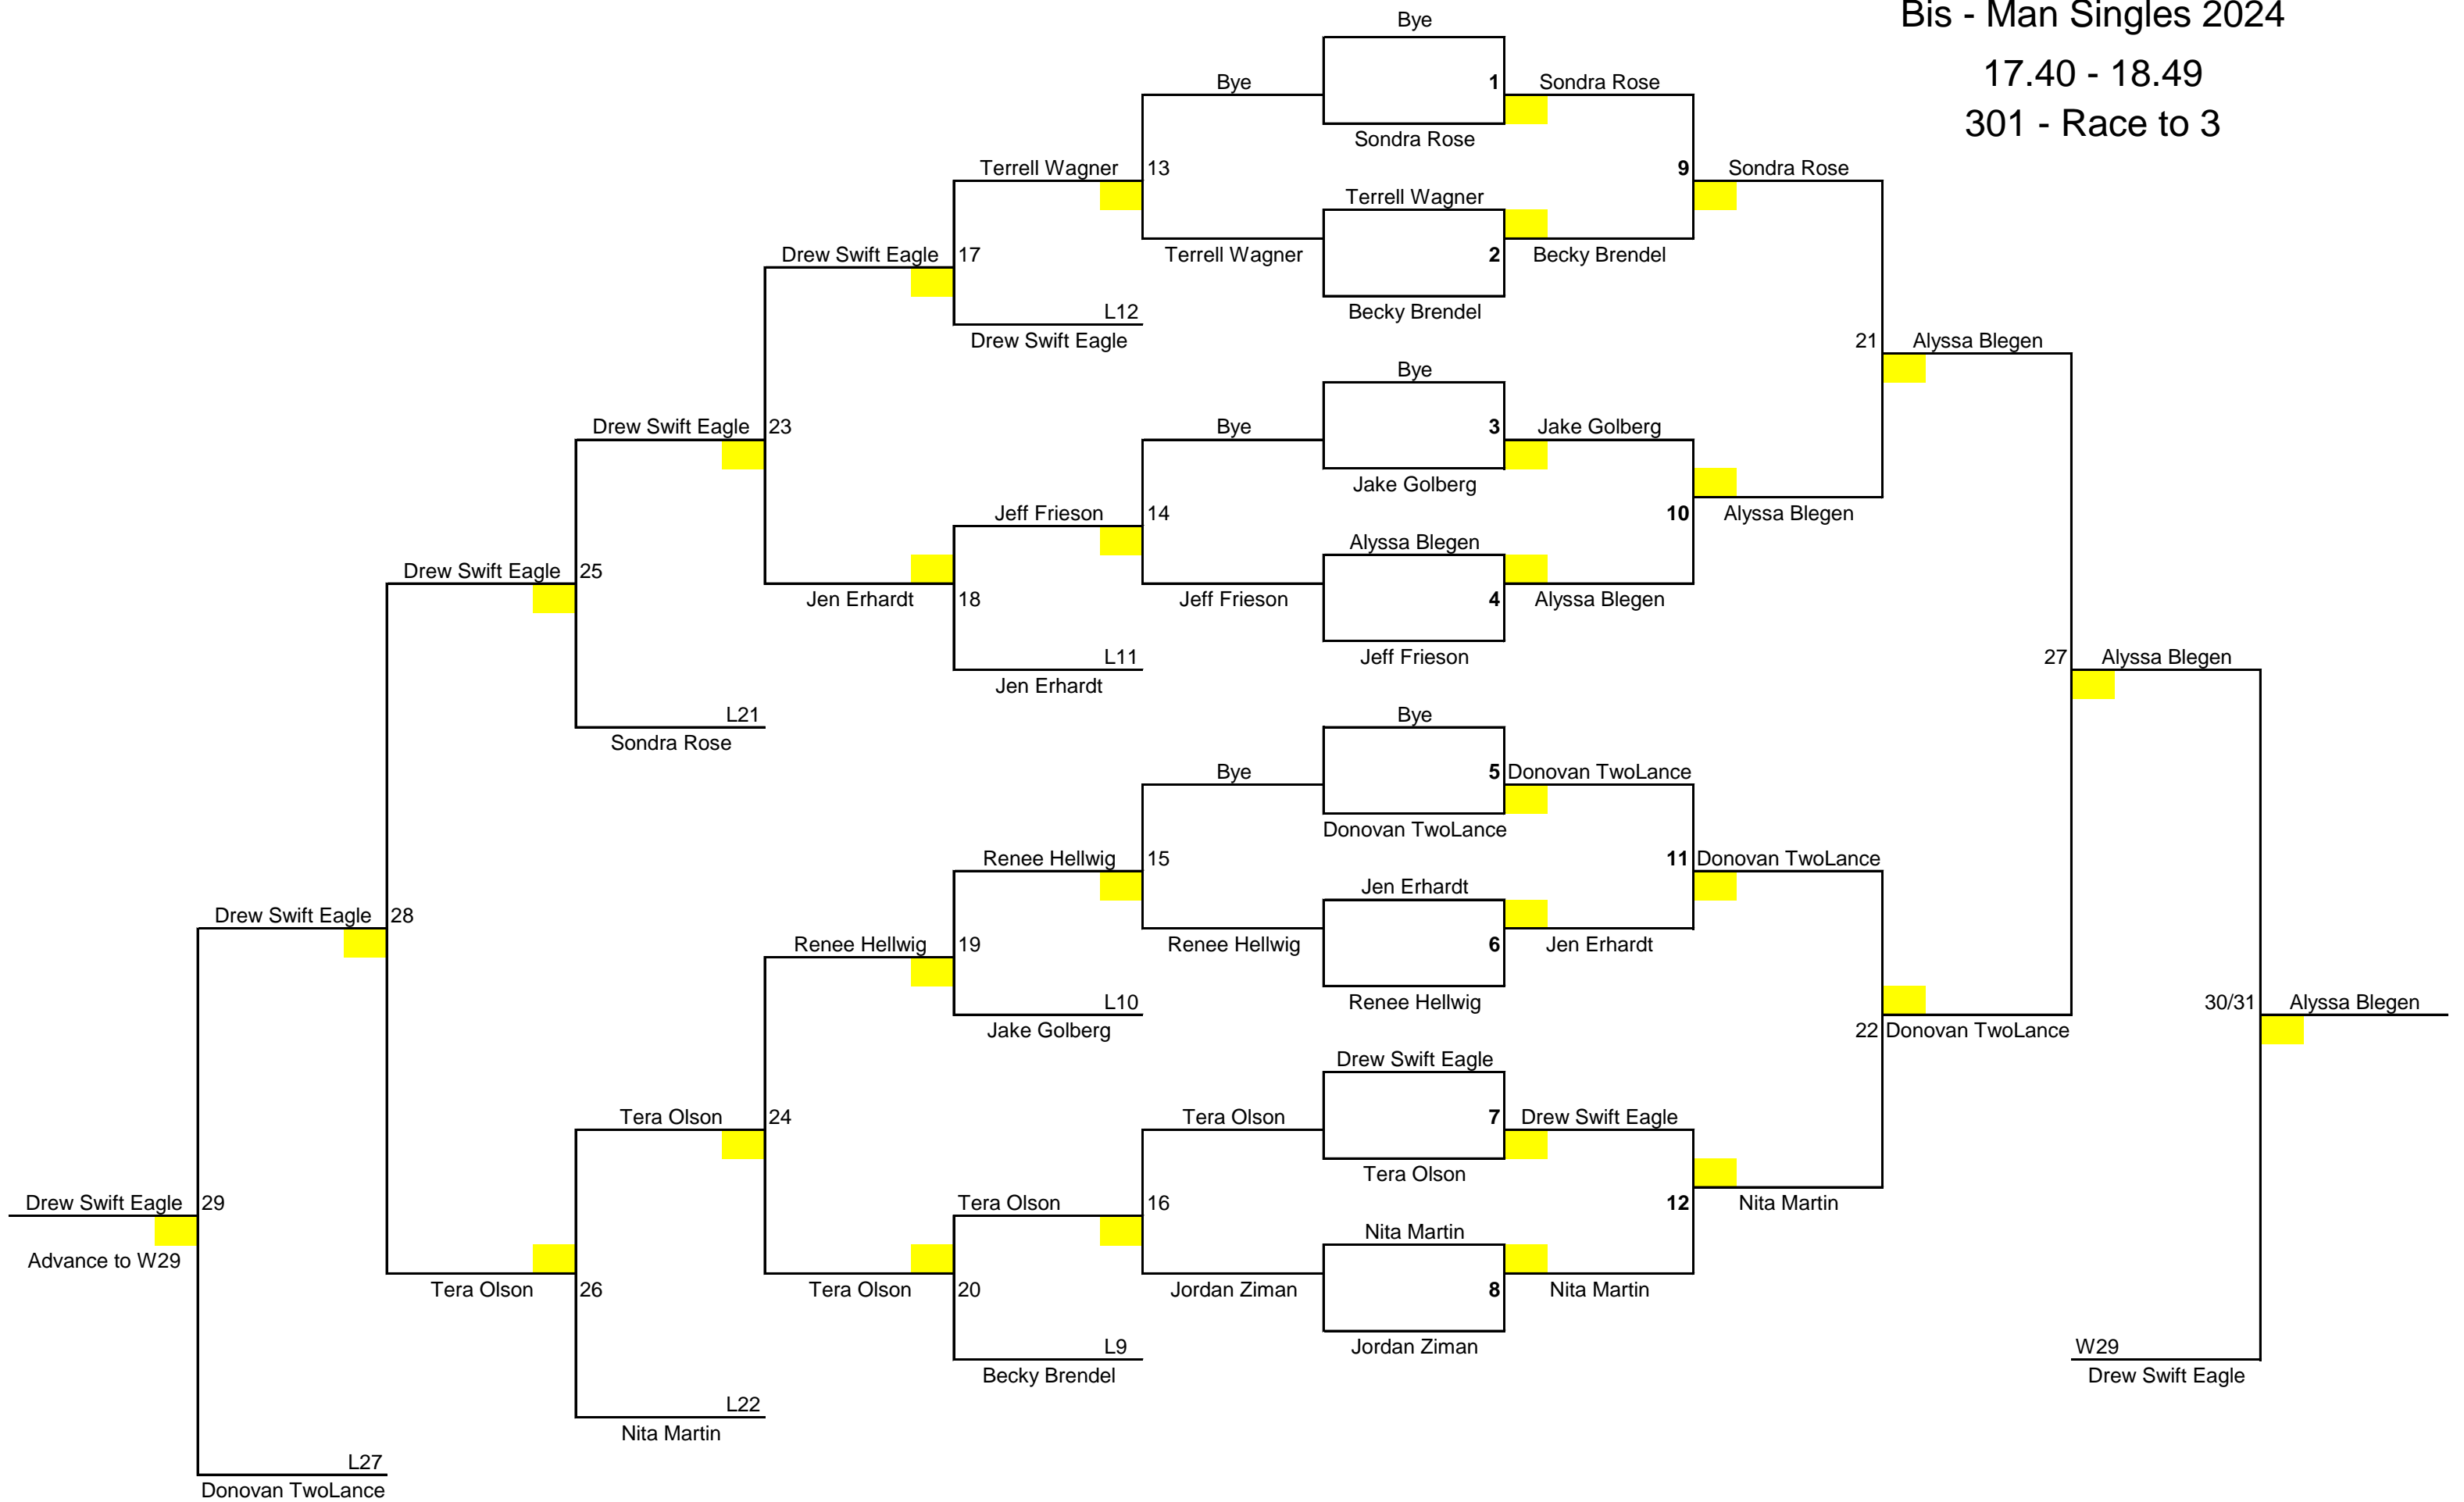 Bis - Man Singles 2024
17.40 - 18.49
301 - Race to 3
Bye
Bye
1
Sondra Rose
Sondra Rose
Terrell Wagner
13
9
Sondra Rose
Terrell Wagner
Drew Swift Eagle
17
Terrell Wagner
2
Becky Brendel
L12
Becky Brendel
Drew Swift Eagle
21
Alyssa Blegen
Bye
Drew Swift Eagle
23
Bye
3
Jake Golberg
Jake Golberg
Jeff Frieson
14
10
Alyssa Blegen
Alyssa Blegen
Drew Swift Eagle
25
Jen Erhardt
18
Jeff Frieson
4
Alyssa Blegen
L11
Jeff Frieson
27
Alyssa Blegen
Jen Erhardt
L21
Bye
Sondra Rose
Bye
5
Donovan TwoLance
Donovan TwoLance
Renee Hellwig
15
11
Donovan TwoLance
Jen Erhardt
Drew Swift Eagle
28
Renee Hellwig
19
Renee Hellwig
6
Jen Erhardt
L10
Renee Hellwig
30/31
Alyssa Blegen
Jake Golberg
22
Donovan TwoLance
Drew Swift Eagle
Tera Olson
24
Tera Olson
7
Drew Swift Eagle
Tera Olson
Drew Swift Eagle
29
Tera Olson
16
12
Nita Martin
Nita Martin
Advance to W29
Tera Olson
26
Tera Olson
20
Jordan Ziman
8
Nita Martin
L9
Jordan Ziman
W29
Becky Brendel
Drew Swift Eagle
L22
Nita Martin
L27
Donovan TwoLance